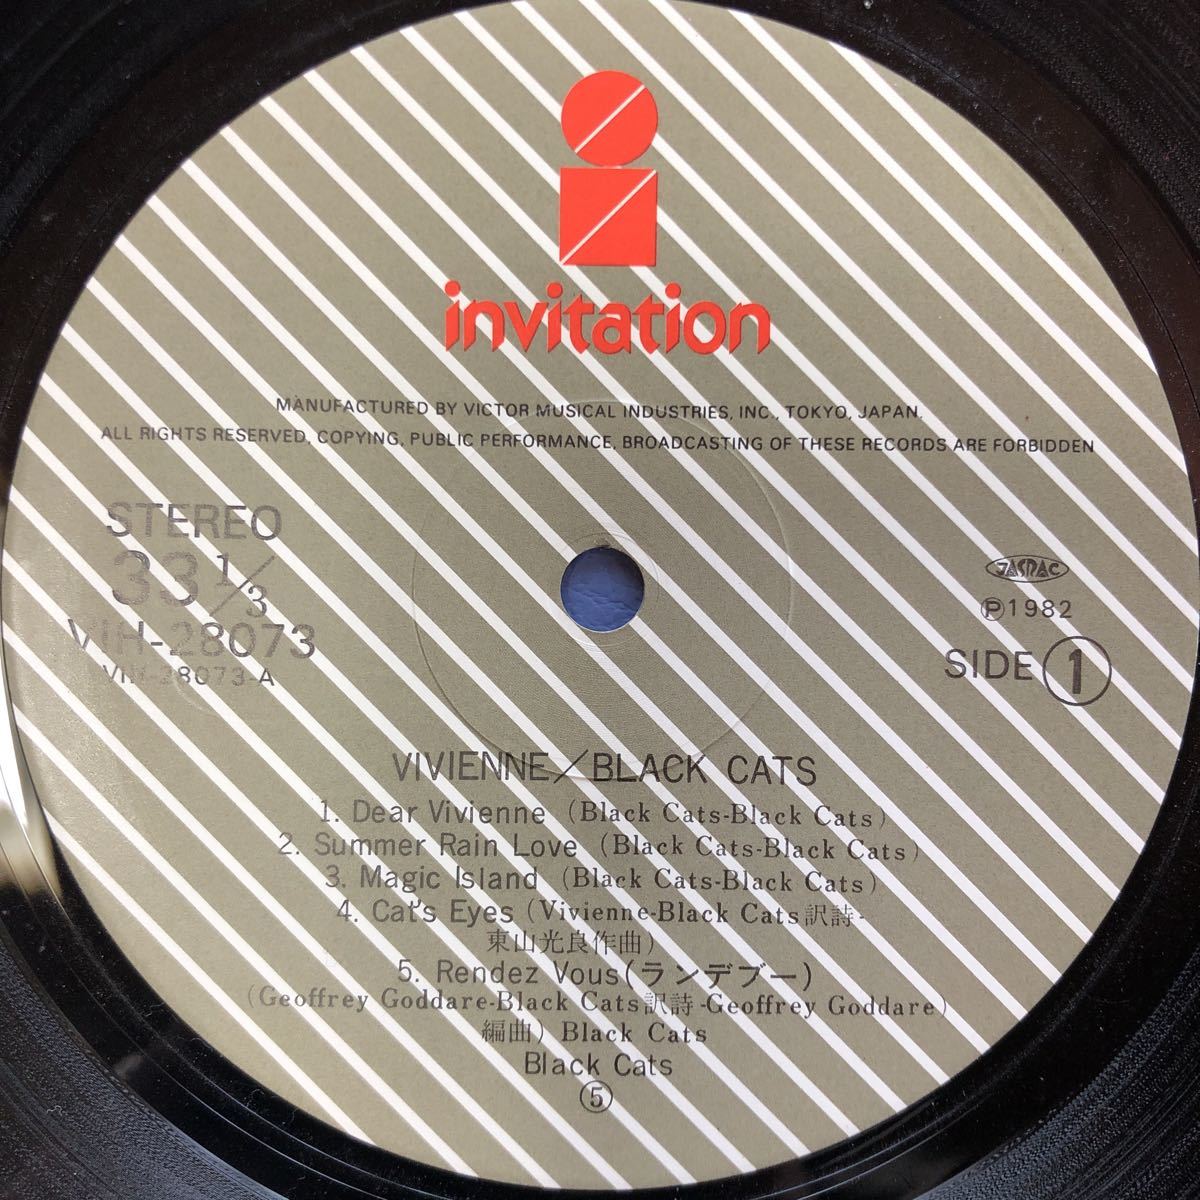 invitation
MANUFACTURED BY VICTOR MUSICAL INDUSTRIES, INC., TOKYO, JAPAN.
ALL RIGHTS RESERVED, COPYING, PUBLIC PERFORMANCE, BROADCASTING OF THESE RECORDS ARE FORBIDDEN
STEREO
33 1/3
VIH-28073
VIH-28073-A
JASRAC
Ⓟ1982
SIDE ①
VIVIENNE/BLACK CATS
1. Dear Vivienne (Black Cats-Black Cats)
2. Summer Rain Love (Black Cats-Black Cats)
3. Magic Island (Black Cats-Black Cats)
4. Cat's Eyes (Vivienne-Black Cats訳詩-
東山光良作曲)
5. Rendez Vous(ランデブー)
(Geoffrey Goddare-Black Cats訳詩-Geoffrey Goddare)
編曲) Black Cats
Black Cats
⑤